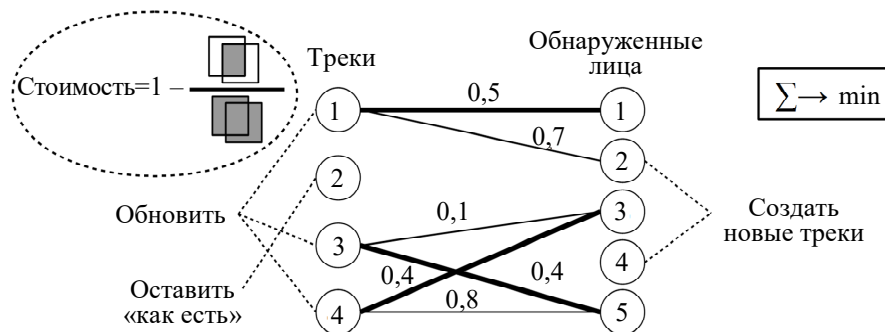 Стоимость=1 –
Треки
Обнаруженные
лица
∑→ min
1
2
3
4
0,5
0,7
0,1
0,4
0,4
0,8
1
2
3
4
5
Обновить
Оставить
«как есть»
Создать
новые треки